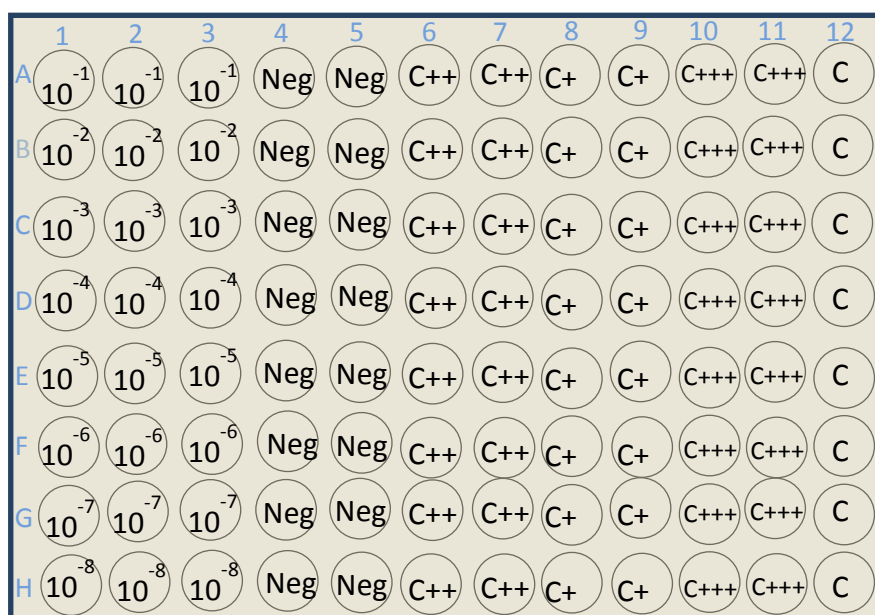 1 2 3 4 5 6 7 8 9 10 11 12
A 10⁻¹ 10⁻¹ 10⁻¹ Neg Neg C++ C++ C+ C+ C+++ C+++ C
B 10⁻² 10⁻² 10⁻² Neg Neg C++ C++ C+ C+ C+++ C+++ C
C 10⁻³ 10⁻³ 10⁻³ Neg Neg C++ C++ C+ C+ C+++ C+++ C
D 10⁻⁴ 10⁻⁴ 10⁻⁴ Neg Neg C++ C++ C+ C+ C+++ C+++ C
E 10⁻⁵ 10⁻⁵ 10⁻⁵ Neg Neg C++ C++ C+ C+ C+++ C+++ C
F 10⁻⁶ 10⁻⁶ 10⁻⁶ Neg Neg C++ C++ C+ C+ C+++ C+++ C
G 10⁻⁷ 10⁻⁷ 10⁻⁷ Neg Neg C++ C++ C+ C+ C+++ C+++ C
H 10⁻⁸ 10⁻⁸ 10⁻⁸ Neg Neg C++ C++ C+ C+ C+++ C+++ C